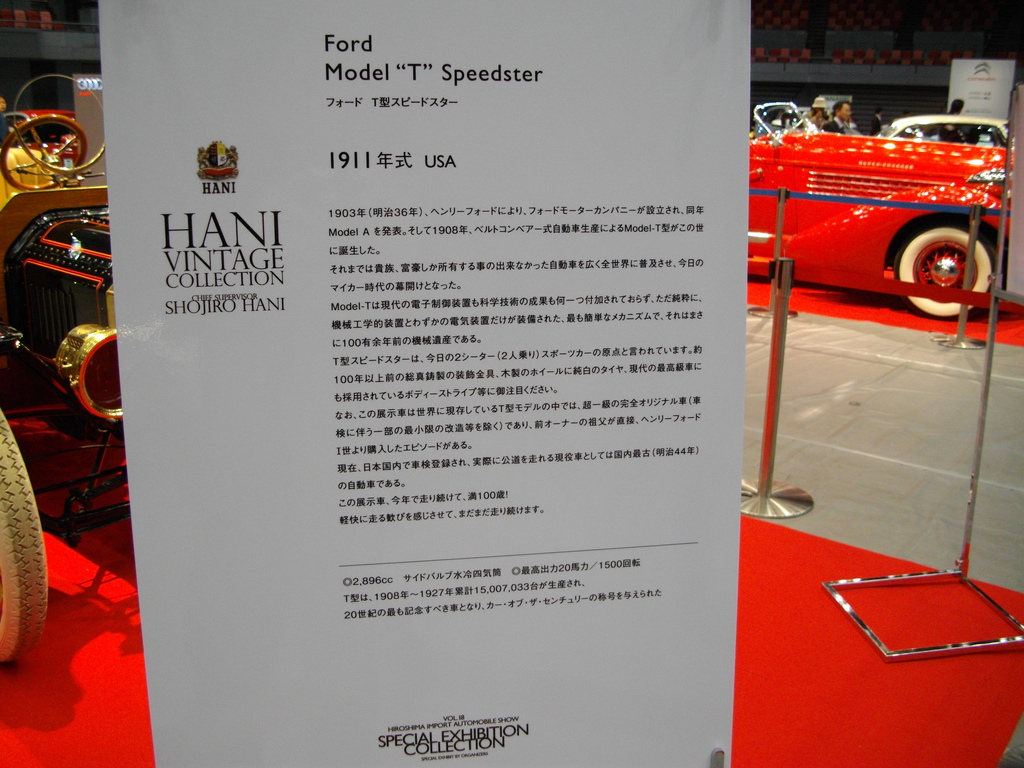 Ford
Model “T” Speedster
フォード T型スピードスター
1911年式 USA
HANI
HANI
VINTAGE
COLLECTION
CHIEF SUPERVISOR
SHOJIRO HANI
1903年(明治36年)、ヘンリーフォードにより、フォードモーターカンパニーが設立され、同年
Model A を発表。そして1908年、ベルトコンベアー式自動車生産によるModel-T型がこの世
に誕生した。
それまでは貴族、富豪しか所有する事の出来なかった自動車を広く全世界に普及させ、今日の
マイカー時代の幕開けとなった。
Model-Tは現代の電子制御装置も科学技術の成果も何一つ付加されておらず、ただ純粋に、
機械工学的装置とわずかの電気装置だけが装備された、最も簡単なメカニズムで、それはまさ
に100有余年前の機械遺産である。
T型スピードスターは、今日の2シーター(2人乗り)スポーツカーの原点と言われています。約
100年以上前の総真鋳製の装飾金具、木製のホイールに純白のタイヤ、現代の最高級車に
も採用されているボディーストライプ等に御注目ください。
なお、この展示車は世界に現存しているT型モデルの中では、超一級の完全オリジナル車(車
検に伴う一部の最小限の改造等を除く)であり、前オーナーの祖父が直接、ヘンリーフォード
I世より購入したエピソードがある。
現在、日本国内で車検登録され、実際に公道を走れる現役車としては国内最古(明治44年)
の自動車である。
この展示車、今年で走り続けて、満100歳!
軽快に走る歓びを感じさせて、まだまだ走り続けます。
◎2,896cc サイドバルブ水冷四気筒 ◎最高出力20馬力/1500回転
T型は、1908年〜1927年累計15,007,033台が生産され、
20世紀の最も記念すべき車となり、カー・オブ・ザ・センチュリーの称号を与えられた
VOL.18
HIROSHIMA IMPORT AUTOMOBILE SHOW
SPECIAL EXHIBITION
COLLECTION
SPECIAL EXHIBIT BY ORGANIZERS